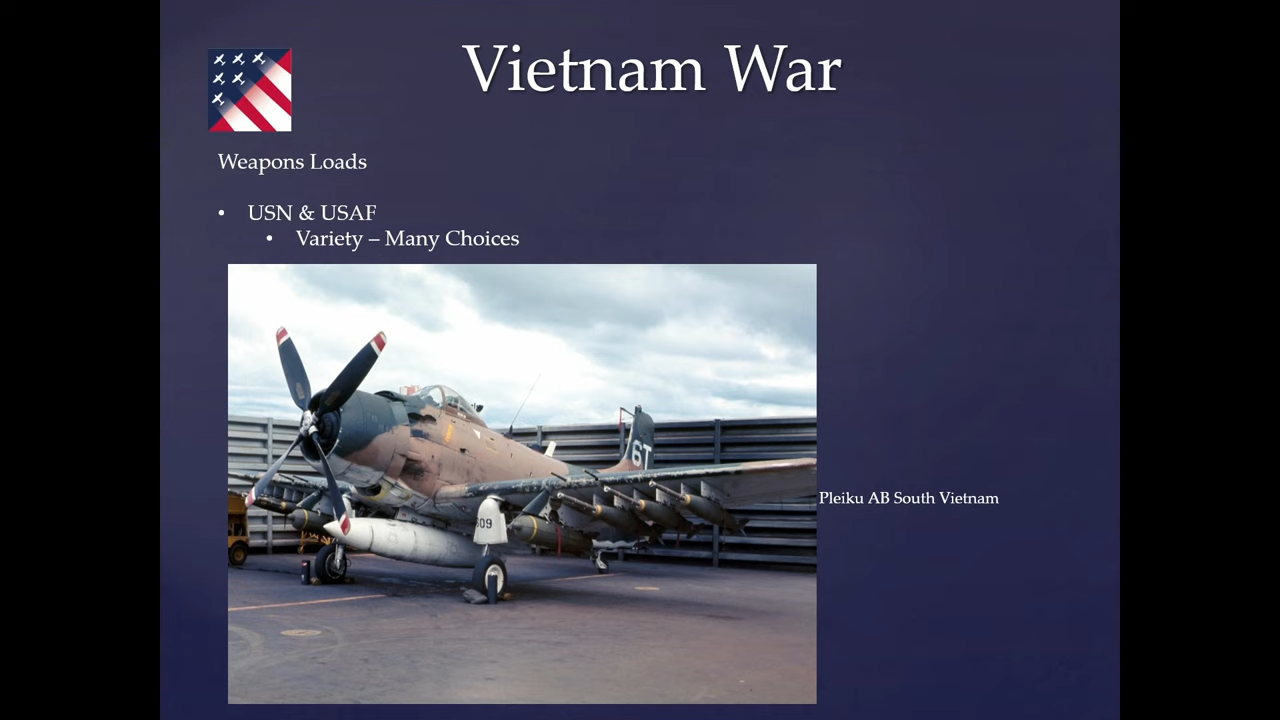 Vietnam War
Weapons Loads
• USN & USAF
• Variety – Many Choices
6T
Pleiku AB South Vietnam
609